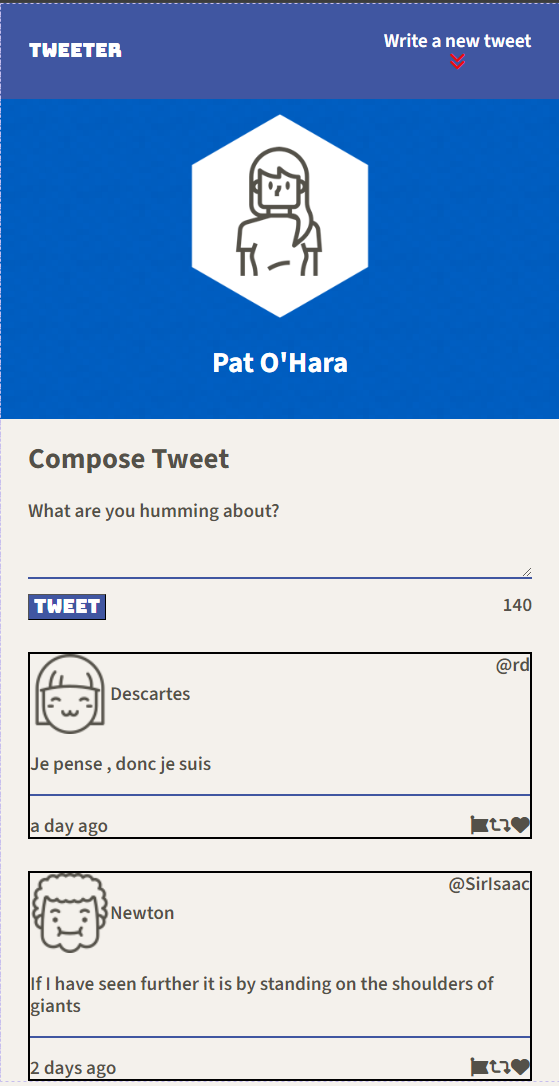 TWEETER
Write a new tweet
Pat O'Hara
Compose Tweet
What are you humming about?
TWEET
140
@rd
Descartes
Je pense , donc je suis
a day ago
@SirIsaac
Newton
If I have seen further it is by standing on the shoulders of
giants
2 days ago